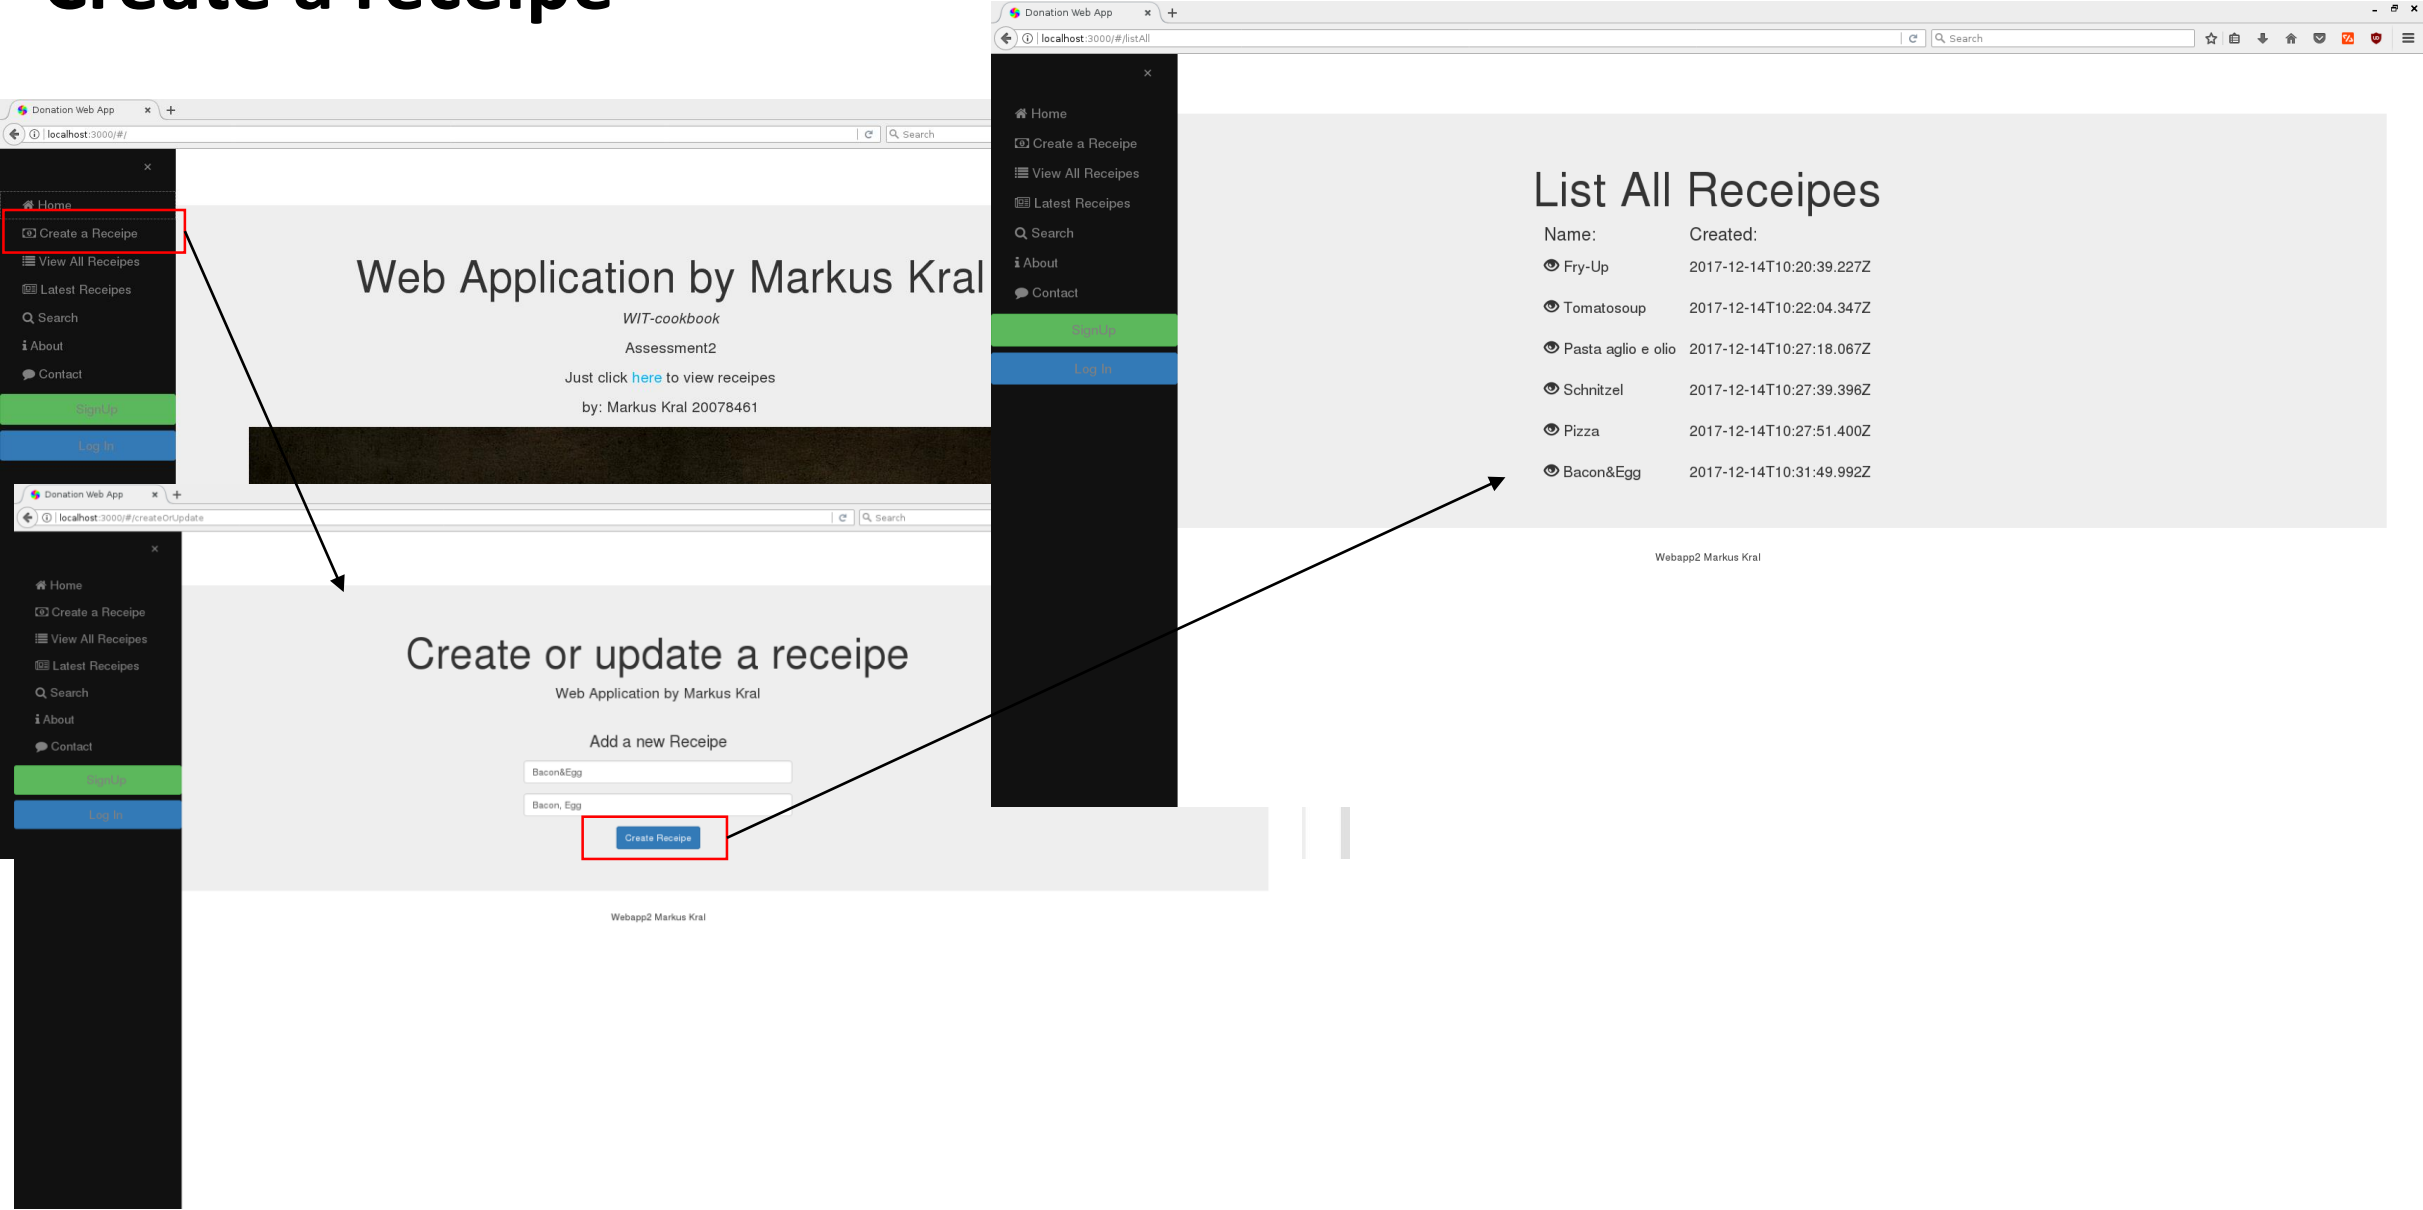 Create a receipe
Donation Web App
localhost:3000/#/
Search
Home
Create a Receipe
View All Receipes
Latest Receipes
Search
About
Contact
SignUp
Log In
Web Application by Markus Kral
WIT-cookbook
Assessment2
Just click here to view receipes
by: Markus Kral 20078461
Donation Web App
localhost:3000/#/createOrUpdate
Search
Home
Create a Receipe
View All Receipes
Latest Receipes
Search
About
Contact
SignUp
Log In
Create or update a receipe
Web Application by Markus Kral
Add a new Receipe
Bacon&Egg
Bacon, Egg
Create Receipe
Webapp2 Markus Kral
Donation Web App
localhost:3000/#/listAll
Search
Home
Create a Receipe
View All Receipes
Latest Receipes
Search
About
Contact
SignUp
Log In
List All Receipes
Name: Created:
Fry-Up 2017-12-14T10:20:39.227Z
Tomatosoup 2017-12-14T10:22:04.347Z
Pasta aglio e olio 2017-12-14T10:27:18.067Z
Schnitzel 2017-12-14T10:27:39.396Z
Pizza 2017-12-14T10:27:51.400Z
Bacon&Egg 2017-12-14T10:31:49.992Z
Webapp2 Markus Kral